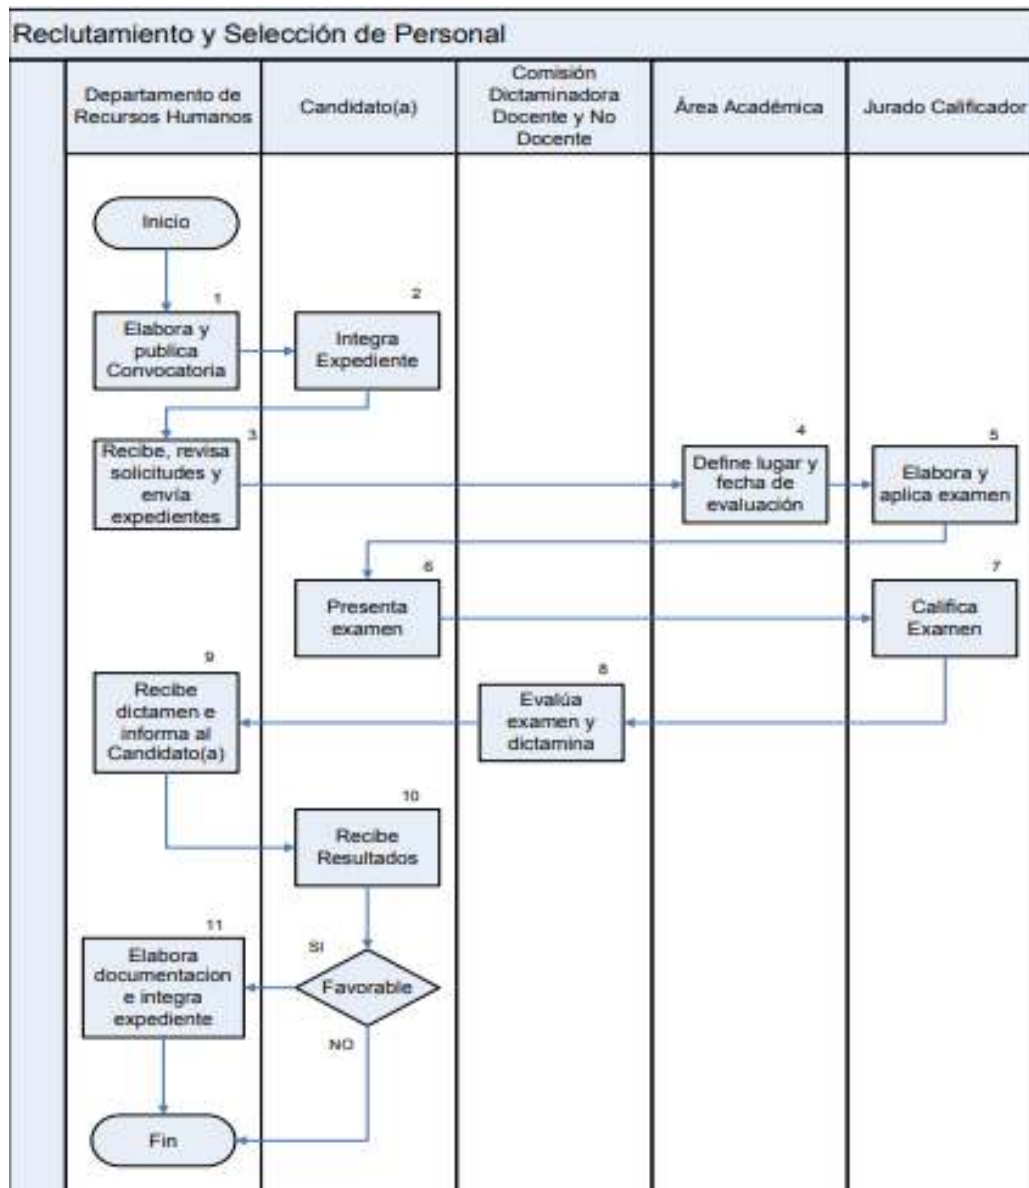 Reclutamiento y Selección de Personal
Departamento de
Recursos Humanos
Candidato(a)
Comisión
Dictaminadora
Docente y No
Docente
Área Académica
Jurado Calificador
Inicio
1
Elabora y
publica
Convocatoria
2
Integra
Expediente
3
Recibe, revisa
solicitudes y
envía
expedientes
4
Define lugar y
fecha de
evaluación
5
Elabora y
aplica examen
6
Presenta
examen
7
Califica
Examen
8
Evalúa
examen y
dictamina
9
Recibe
dictamen e
informa al
Candidato(a)
10
Recibe
Resultados
Favorable
SI
NO
11
Elabora
documentacion
e integra
expediente
Fin